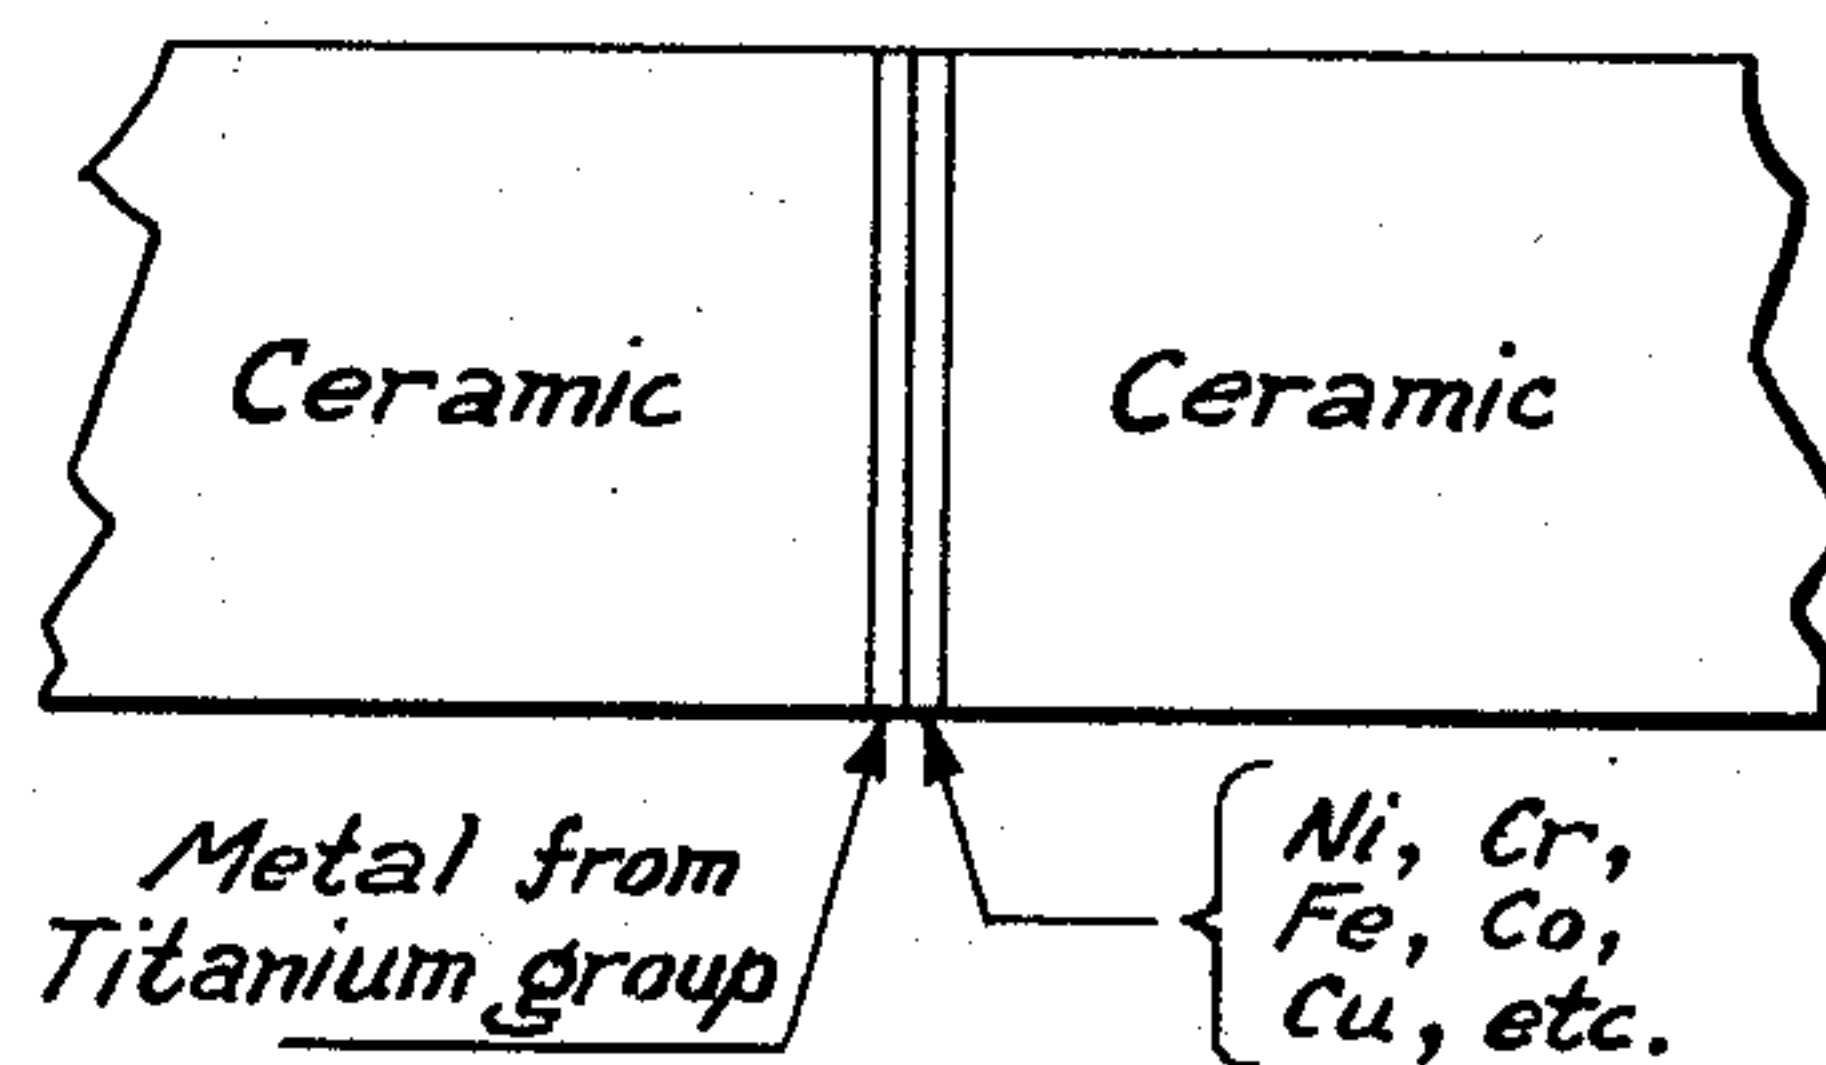 Ceramic
Ceramic
Metal from
Titanium group
Ni, Cr,
Fe, Co,
Cu, etc.